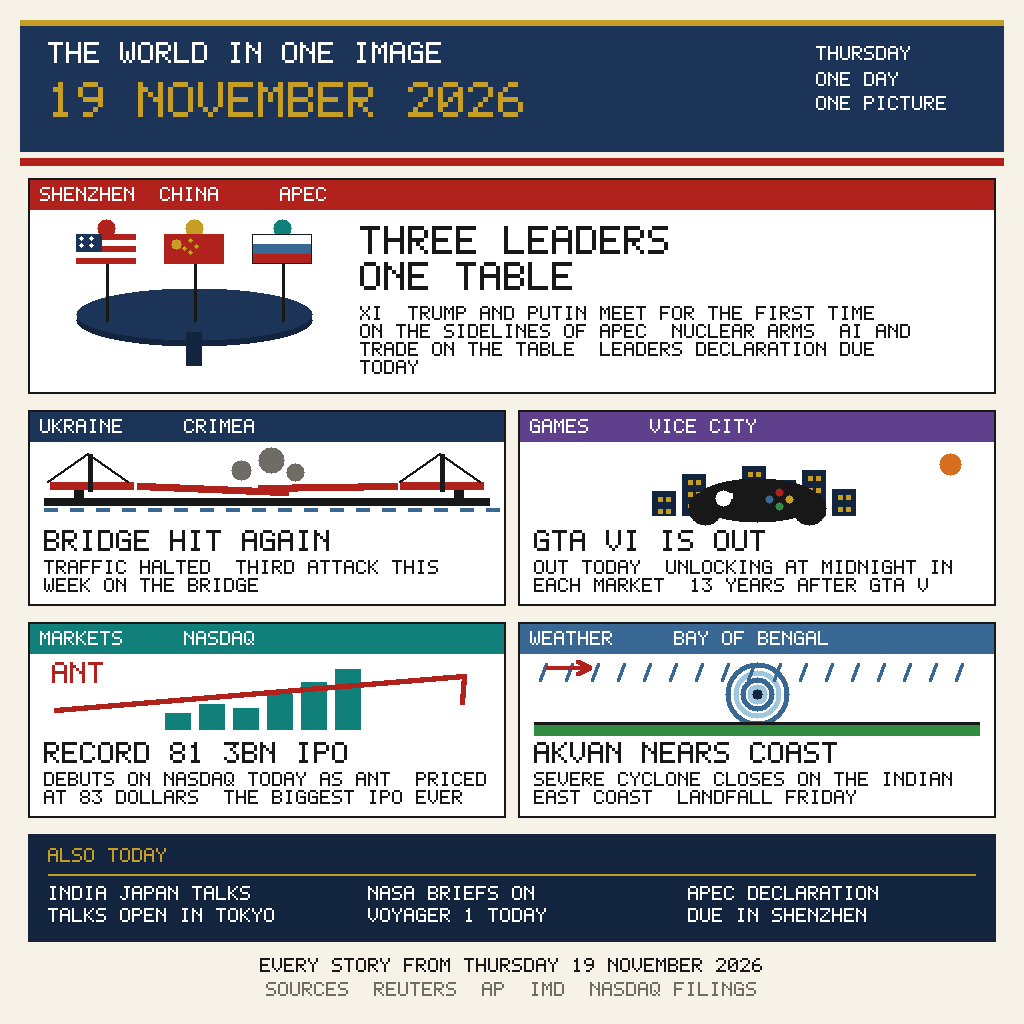 THE WORLD IN ONE IMAGE
19 NOVEMBER 2026
THURSDAY
ONE DAY
ONE PICTURE
SHENZHEN CHINA APEC
THREE LEADERS
ONE TABLE
XI TRUMP AND PUTIN MEET FOR THE FIRST TIME
ON THE SIDELINES OF APEC NUCLEAR ARMS AI AND
TRADE ON THE TABLE LEADERS DECLARATION DUE
TODAY
UKRAINE CRIMEA
BRIDGE HIT AGAIN
TRAFFIC HALTED THIRD ATTACK THIS
WEEK ON THE BRIDGE
GAMES VICE CITY
GTA VI IS OUT
OUT TODAY UNLOCKING AT MIDNIGHT IN
EACH MARKET 13 YEARS AFTER GTA V
MARKETS NASDAQ
ANT
RECORD 81 3BN IPO
DEBUTS ON NASDAQ TODAY AS ANT PRICED
AT 83 DOLLARS THE BIGGEST IPO EVER
WEATHER BAY OF BENGAL
AKVAN NEARS COAST
SEVERE CYCLONE CLOSES ON THE INDIAN
EAST COAST LANDFALL FRIDAY
ALSO TODAY
INDIA JAPAN TALKS
TALKS OPEN IN TOKYO
NASA BRIEFS ON
VOYAGER 1 TODAY
APEC DECLARATION
DUE IN SHENZHEN
EVERY STORY FROM THURSDAY 19 NOVEMBER 2026
SOURCES REUTERS AP IMD NASDAQ FILINGS